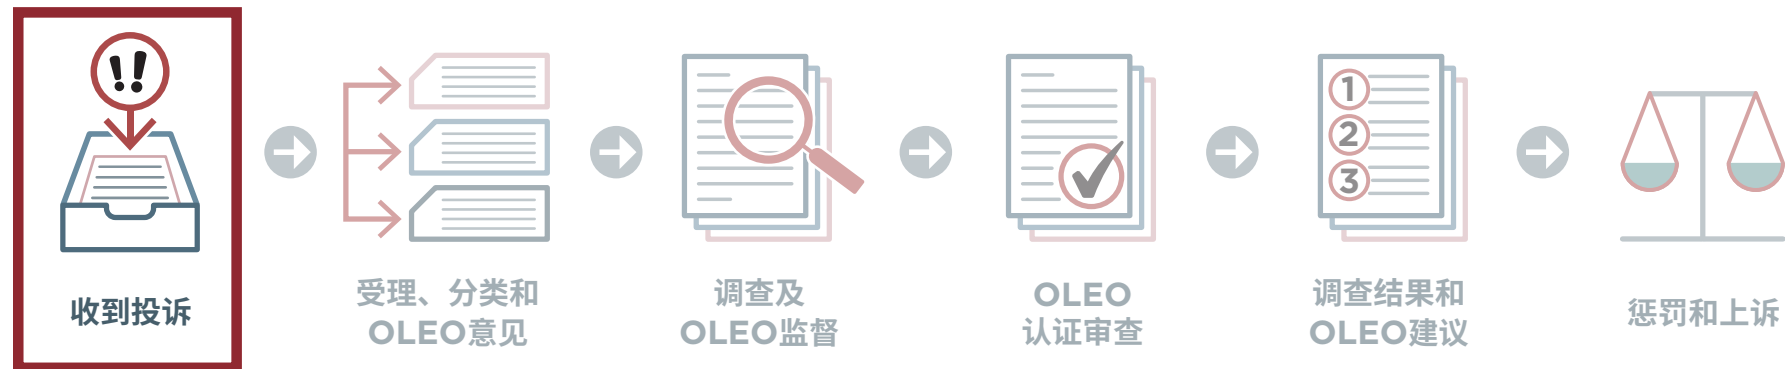 !!
收到投诉
受理、分类和
OLEO意见
调查及
OLEO监督
OLEO
认证审查
1
2
3
调查结果和
OLEO建议
惩罚和上诉